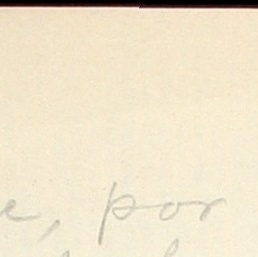 e, por